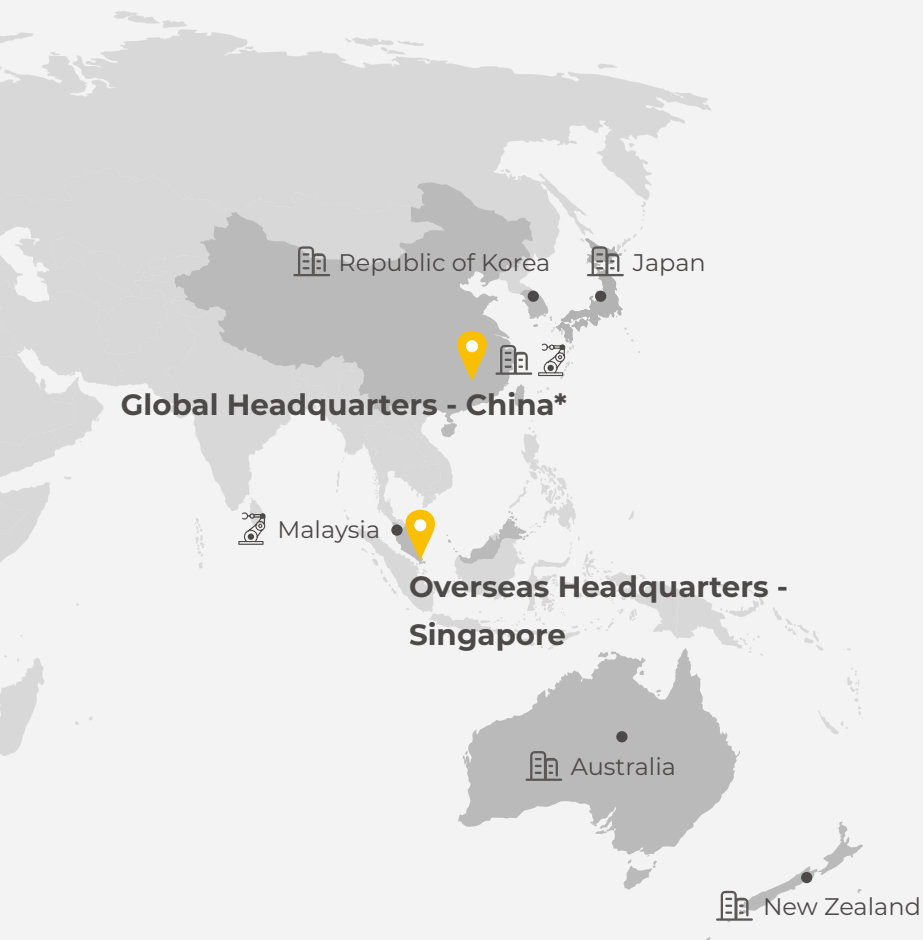 Republic of Korea
Japan
Global Headquarters - China*
Malaysia
Overseas Headquarters -
Singapore
Australia
New Zealand